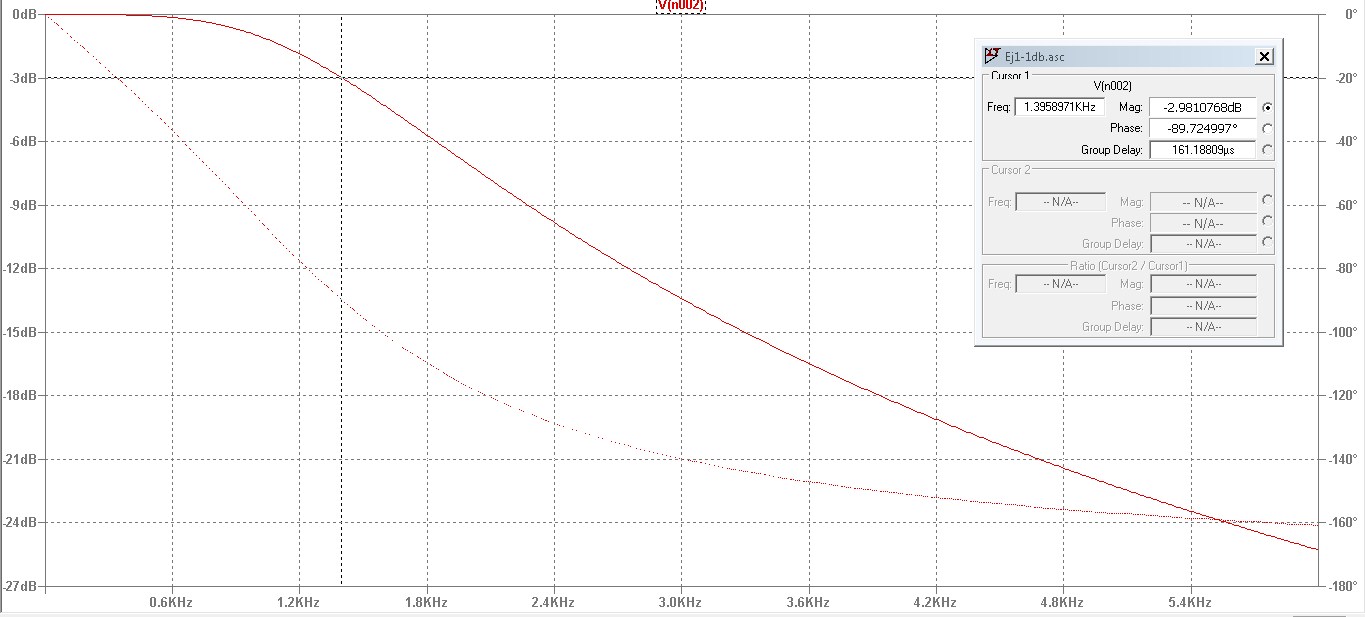 V(n002)
0dB
-3dB
-6dB
-9dB
-12dB
-15dB
-18dB
-21dB
-24dB
-27dB
0°
-20°
-40°
-60°
-80°
-100°
-120°
-140°
-160°
-180°
0.6KHz 1.2KHz 1.8KHz 2.4KHz 3.0KHz 3.6KHz 4.2KHz 4.8KHz 5.4KHz
Ej1-1db.asc
Cursor 1
V(n002)
Freq: 1.3958971KHz Mag: -2.9810768dB
Phase: -89.724997°
Group Delay: 161.18809µs
Cursor 2
Freq: -- N/A-- Mag: -- N/A--
Phase: -- N/A--
Group Delay: -- N/A--
Ratio (Cursor2 / Cursor1)
Freq: -- N/A-- Mag: -- N/A--
Phase: -- N/A--
Group Delay: -- N/A--